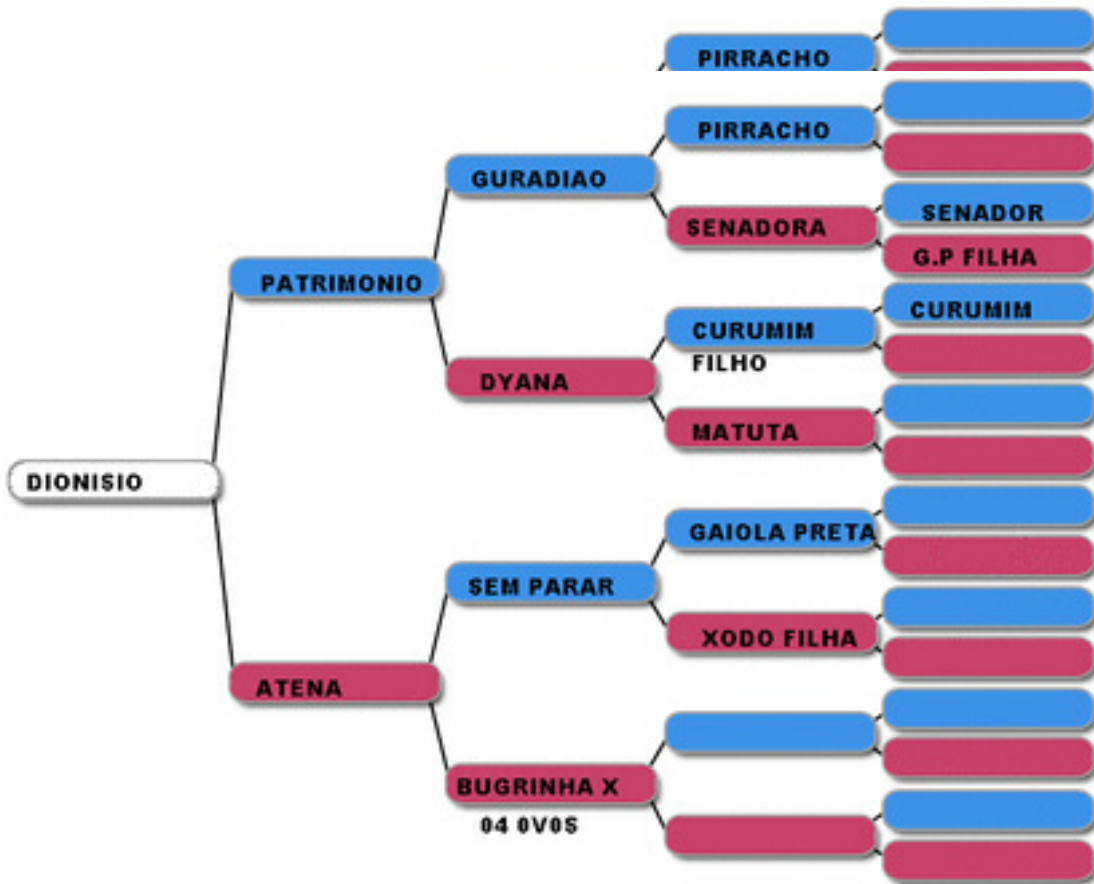 PIRRACHO
PIRRACHO
GURADIAO
SENADOR
SENADORA
G.P FILHA
PATRIMONIO
CURUMIM
CURUMIM
FILHO
DYANA
MATUTA
DIONISIO
GAIOLA PRETA
SEM PARAR
XODO FILHA
ATENA
BUGRINHA X
04 0V0S